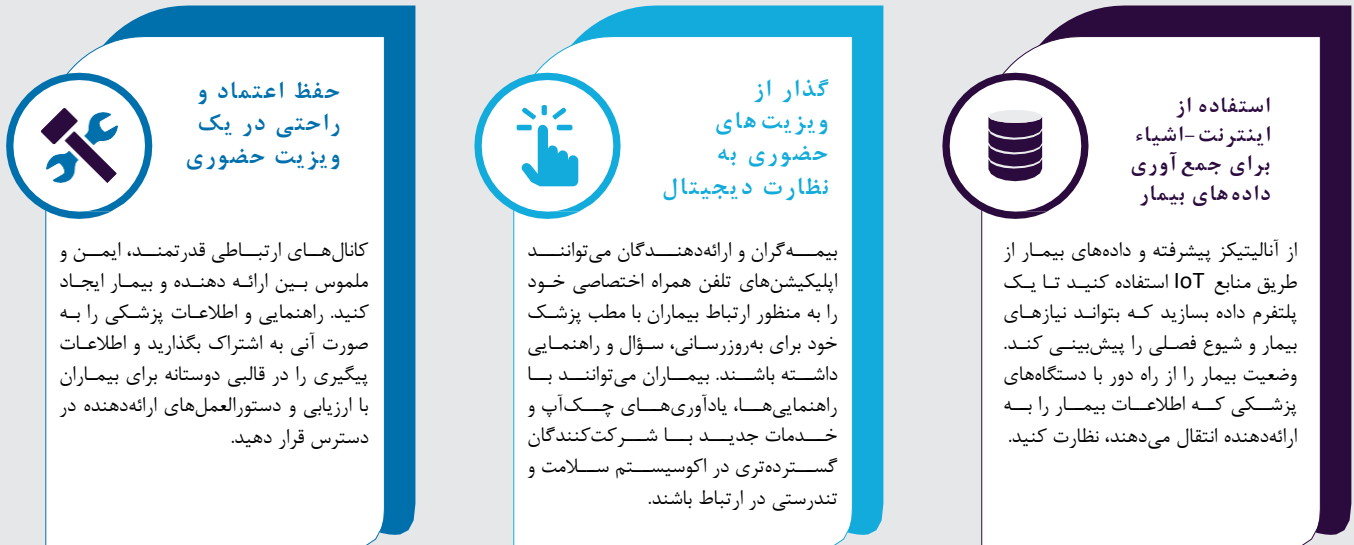 استفاده از
اینترنت-اشیاء
برای جمع‌آوری
داده‌های بیمار
از آنالیتیکز پیشرفته و داده‌های بیمار از
طریق منابع IoT استفاده کنید تا یک
پلتفرم داده بسازید که بتواند نیازهای
بیمار و شیوع فصلی را پیش‌بینی کند.
وضعیت بیمار را از راه دور با دستگاه‌های
پزشکی که اطلاعات بیمار را به
ارائه‌دهنده انتقال می‌دهند، نظارت کنید.
گذار از
ویزیت‌های
حضوری به
نظارت دیجیتال
بیمه‌گران و ارائه‌دهندگان می‌توانند
اپلیکیشن‌های تلفن همراه اختصاصی خود
را به منظور ارتباط بیماران با مطب پزشک
خود برای به‌روزرسانی، سؤال و راهنمایی
داشته باشند. بیماران می‌توانند با
راهنمایی‌ها، یادآوری‌های چک‌آپ و
خدمات جدید با شرکت‌کنندگان
گسترده‌تری در اکوسیستم سلامت و
تندرستی در ارتباط باشند.
حفظ اعتماد و
راحتی در یک
ویزیت حضوری
کانال‌های ارتباطی قدرتمند، ایمن و
ملموس بین ارائه دهنده و بیمار ایجاد
کنید. راهنمایی و اطلاعات پزشکی را به
صورت آنی به اشتراک بگذارید و اطلاعات
پیگیری را در قالبی دوستانه برای بیماران
با ارزیابی و دستورالعمل‌های ارائه‌دهنده در
دسترس قرار دهید.